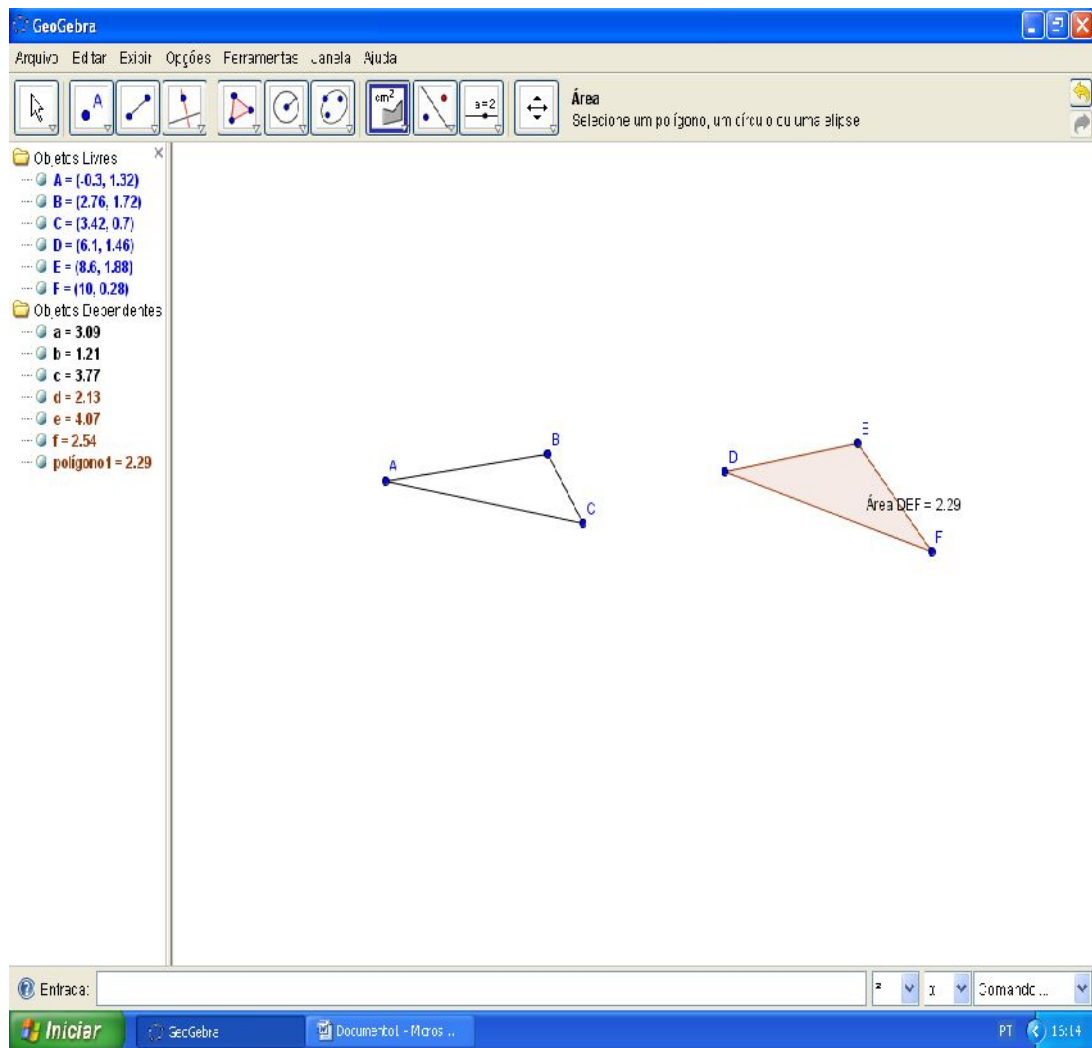 GeoGebra
Arquivo Editar Exibir Opções Ferramentas Janela Ajuda
A
cm²
a=2
Área
Selecione um polígono, um círculo ou uma elipse
Objetos Livres
A = (-0.3, 1.32)
B = (2.76, 1.72)
C = (3.42, 0.7)
D = (6.1, 1.46)
E = (8.6, 1.88)
F = (10, 0.28)
Objetos Dependentes
a = 3.09
b = 1.21
c = 3.77
d = 2.13
e = 4.07
f = 2.54
polígono1 = 2.29
A
B
C
D
E
F
Área DEF = 2.29
Entrada:
²
Comando ...
Iniciar
GeoGebra
Documento1 - Micros ...
PT
15:14